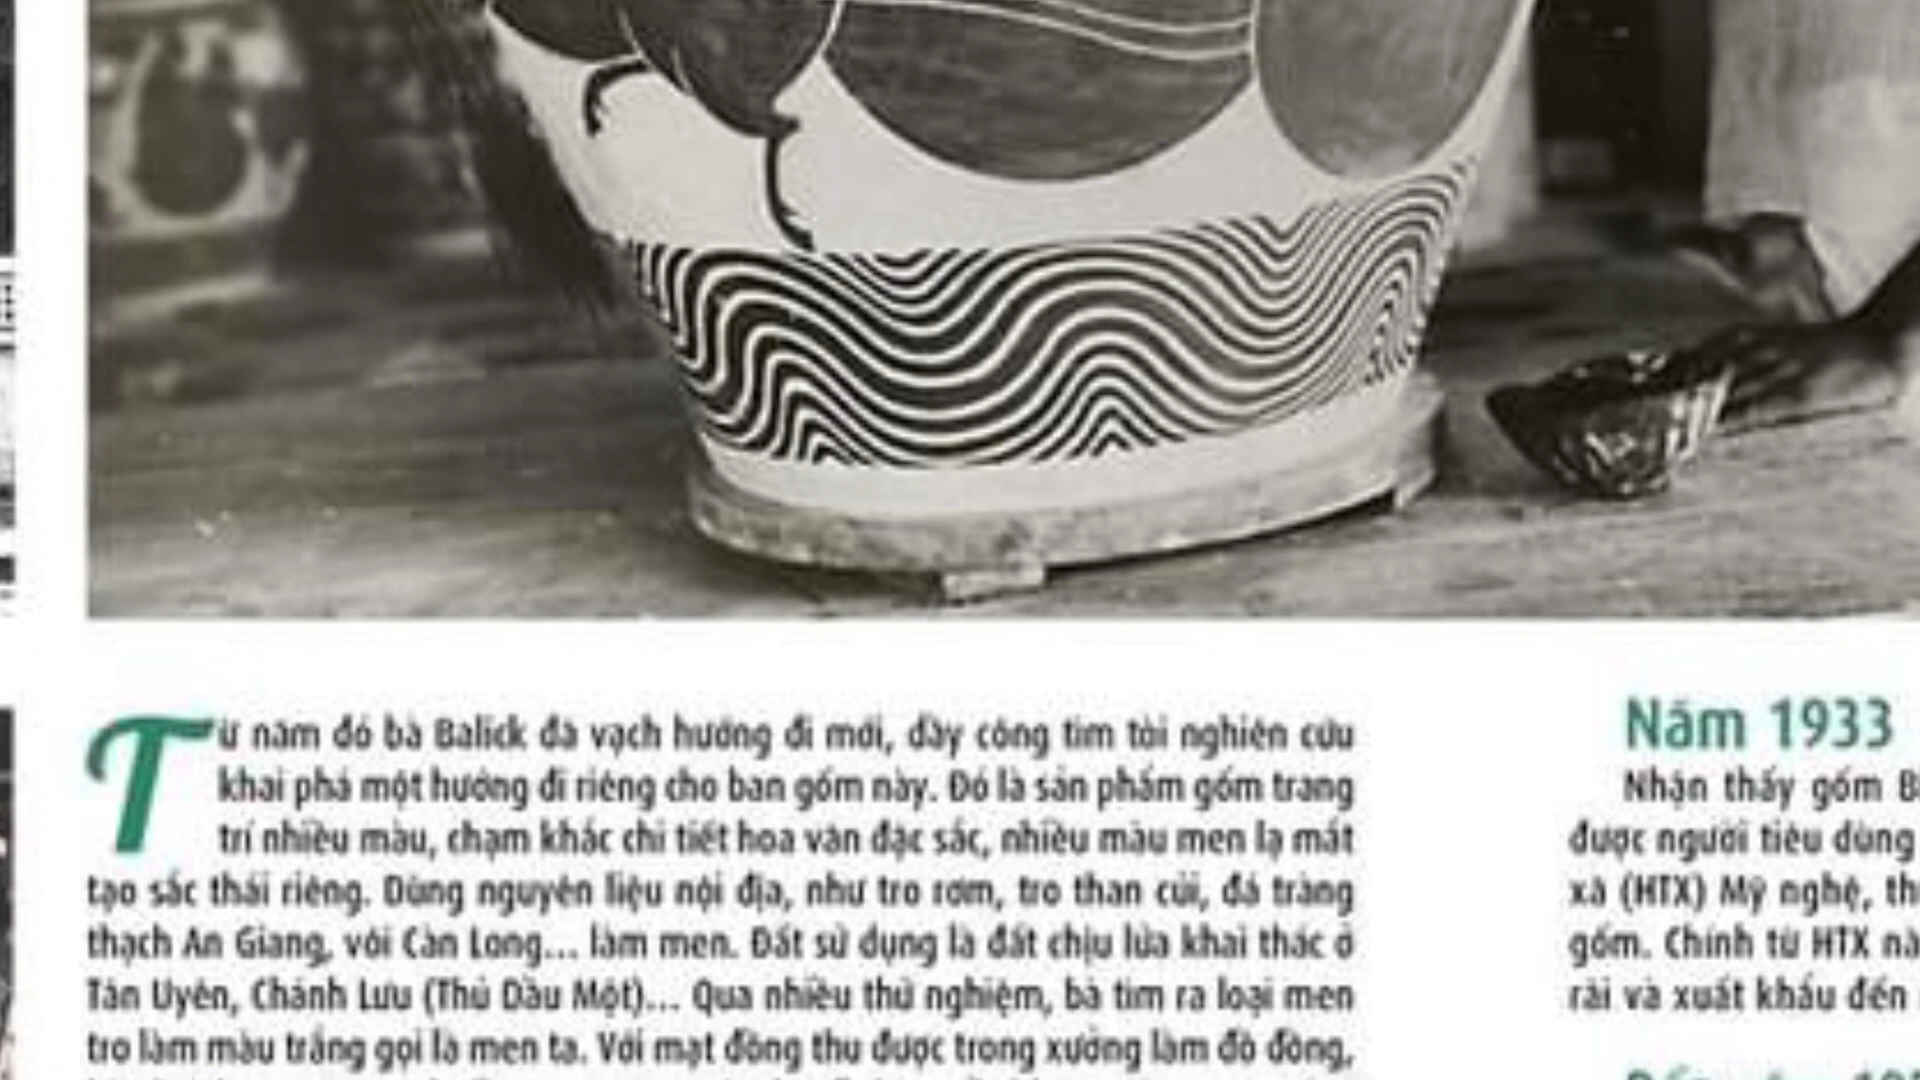 Từ năm đó bà Balick đã vạch hướng đi mới, dày công tìm tòi nghiên cứu
khai phá một hướng đi riêng cho ban gốm này. Đó là sản phẩm gốm trang
trí nhiều màu, chạm khắc chi tiết hoa văn đặc sắc, nhiều màu men lạ mắt
tạo sắc thái riêng. Dùng nguyên liệu nội địa, như tro rơm, tro than củi, đá trắng
thạch An Giang, vôi Càn Long... làm men. Đất sử dụng là đất chịu lửa khai thác ở
Tân Uyên, Chánh Lưu (Thủ Dầu Một)... Qua nhiều thử nghiệm, bà tìm ra loại men
tro làm màu trắng gọi là men ta. Với mạt đồng thu được trong xưởng làm đồ đồng,
Năm 1933
Nhận thấy gốm
được người tiêu dùng
xã (HTX) Mỹ nghệ,
gốm. Chính từ HTX
rãi và xuất khẩu đến